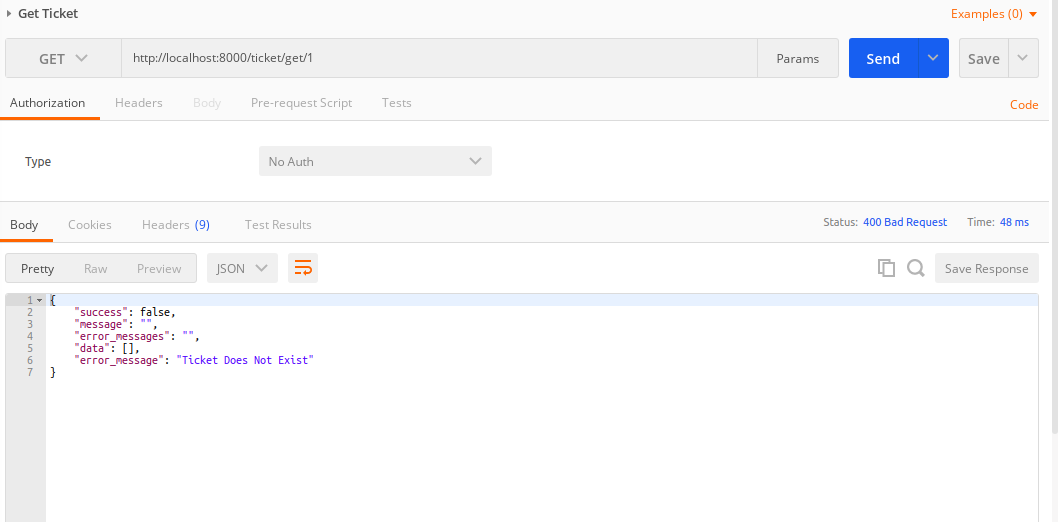 Get Ticket
Examples (0)
GET
http://localhost:8000/ticket/get/1
Params
Send
Save
Authorization Headers Body Pre-request Script Tests
Code
Type
No Auth
Body Cookies Headers (9) Test Results
Status: 400 Bad Request Time: 48 ms
Pretty Raw Preview JSON
Save Response
1 {
2 "success": false,
3 "message": "",
4 "error_messages": "",
5 "data": [],
6 "error_message": "Ticket Does Not Exist"
7 }